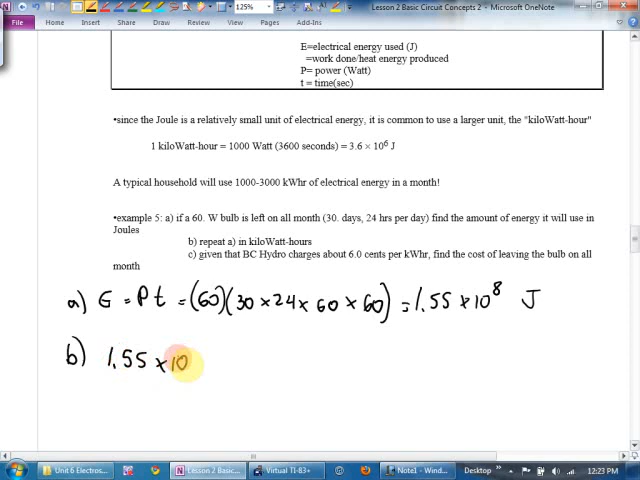 Lesson 2 Basic Circuit Concepts 2 - Microsoft OneNote
125%
File Home Insert Share Draw Review View Page Layout Add-Ins
E=electrical energy used (J)
=work done/heat energy produced
P= power (Watt)
t = time(sec)
•since the Joule is a relatively small unit of electrical energy, it is common to use a larger unit, the "kiloWatt-hour"
1 kiloWatt-hour = 1000 Watt (3600 seconds) = 3.6 × 10⁶ J
A typical household will use 1000-3000 kWhr of electrical energy in a month!
•example 5: a) if a 60. W bulb is left on all month (30. days, 24 hrs per day) find the amount of energy it will use in
Joules
b) repeat a) in kiloWatt-hours
c) given that BC Hydro charges about 6.0 cents per kWhr, find the cost of leaving the bulb on all
month
a) E = Pt = (60)(30 × 24 × 60 × 60) = 1.55 × 10⁸ J
b) 1.55 × 10
Unit 6 Electros... Lesson 2 Basic... Virtual TI-83+ Note1 - Wind... Desktop » 12:23 PM